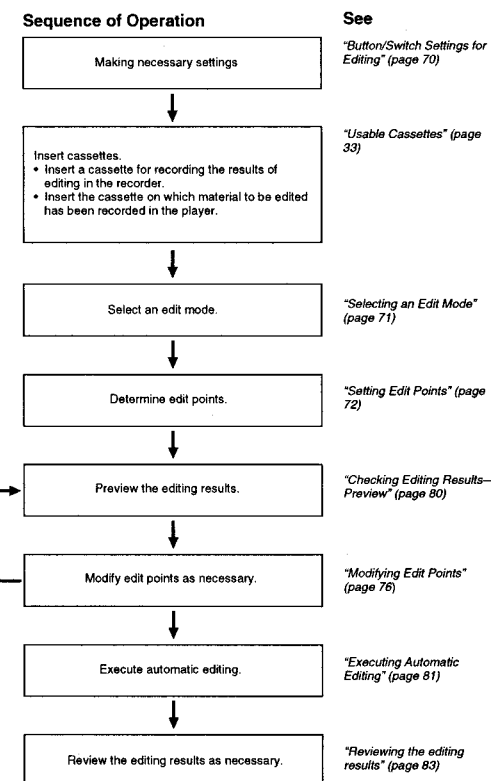 Sequence of Operation
See
Making necessary settings
"Button/Switch Settings for
Editing" (page 70)
Insert cassettes.
• Insert a cassette for recording the results of
editing in the recorder.
• Insert the cassette on which material to be edited
has been recorded in the player.
"Usable Cassettes" (page
33)
Select an edit mode.
"Selecting an Edit Mode"
(page 71)
Determine edit points.
"Setting Edit Points" (page
72)
Preview the editing results.
"Checking Editing Results—
Preview" (page 80)
Modify edit points as necessary.
"Modifying Edit Points"
(page 76)
Execute automatic editing.
"Executing Automatic
Editing" (page 81)
Review the editing results as necessary.
"Reviewing the editing
results" (page 83)